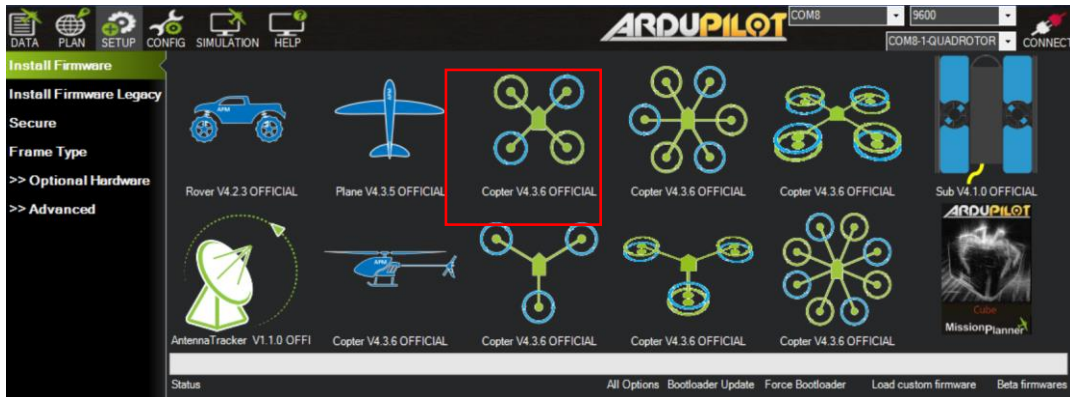 DATA PLAN SETUP CONFIG SIMULATION HELP
ARDUPILOT
COM8 9600
COM8-1-QUADROTOR CONNECT
Install Firmware
Install Firmware Legacy
Secure
Frame Type
>> Optional Hardware
>> Advanced
APM APM
Rover V4.2.3 OFFICIAL Plane V4.3.5 OFFICIAL Copter V4.3.6 OFFICIAL Copter V4.3.6 OFFICIAL Copter V4.3.6 OFFICIAL Sub V4.1.0 OFFICIAL
ARDUPILOT
APM
Cube
MissionPlanner
AntennaTracker V1.1.0 OFFI Copter V4.3.6 OFFICIAL Copter V4.3.6 OFFICIAL Copter V4.3.6 OFFICIAL Copter V4.3.6 OFFICIAL
Status All Options Bootloader Update Force Bootloader Load custom firmware Beta firmwares